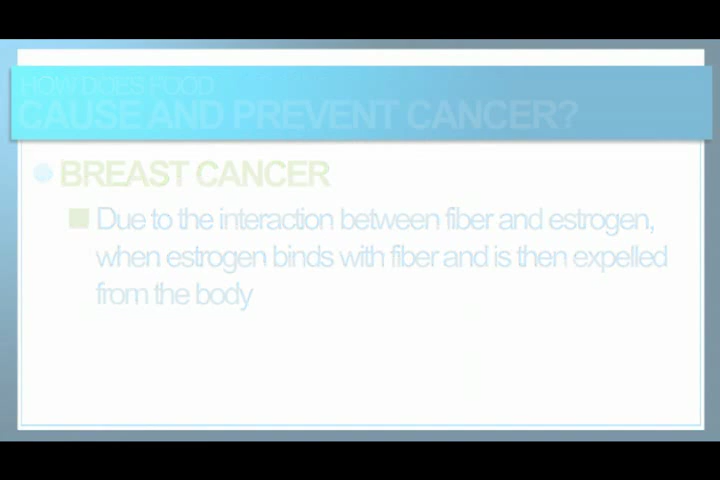 HOW DOES FOOD
CAUSE AND PREVENT CANCER?
BREAST CANCER
Due to the interaction between fiber and estrogen,
when estrogen binds with fiber and is then expelled
from the body